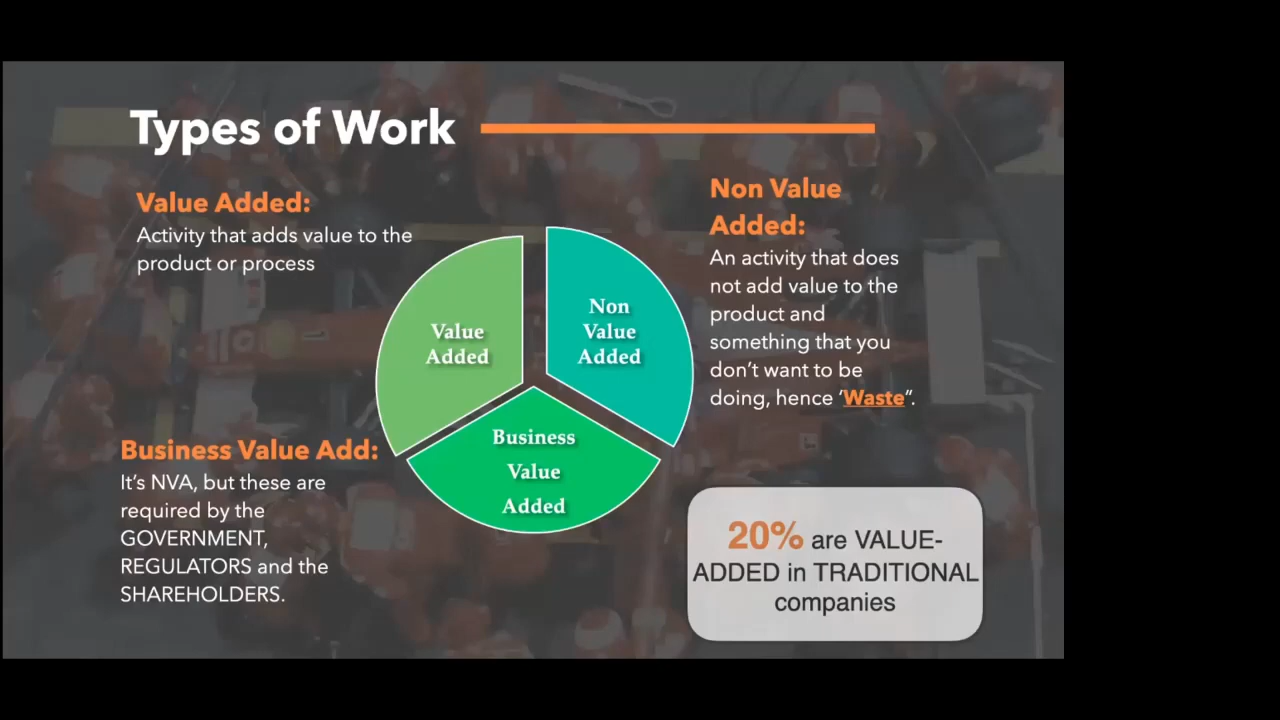 Types of Work
Value Added:
Activity that adds value to the
product or process
Non Value
Added:
An activity that does
not add value to the
product and
something that you
don’t want to be
doing, hence ‘Waste”.
Value
Added
Non
Value
Added
Business
Value
Added
Business Value Add:
It’s NVA, but these are
required by the
GOVERNMENT,
REGULATORS and the
SHAREHOLDERS.
20% are VALUE-
ADDED in TRADITIONAL
companies